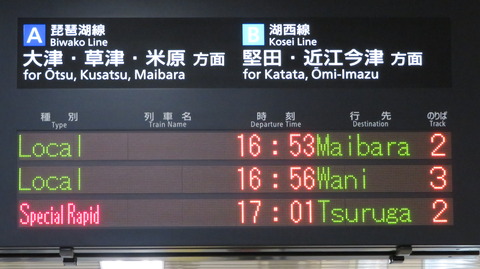 A 琵琶湖線
Biwako Line
大津・草津・米原 方面
for Ōtsu, Kusatsu, Maibara
B 湖西線
Kosei Line
堅田・近江今津 方面
for Katata, Ōmi-Imazu
種別 列車名 時刻 行先 のりば
Type Train Name Departure Time Destination Track
Local 16:53 Maibara 2
Local 16:56 Wani 3
Special Rapid 17:01 Tsuruga 2